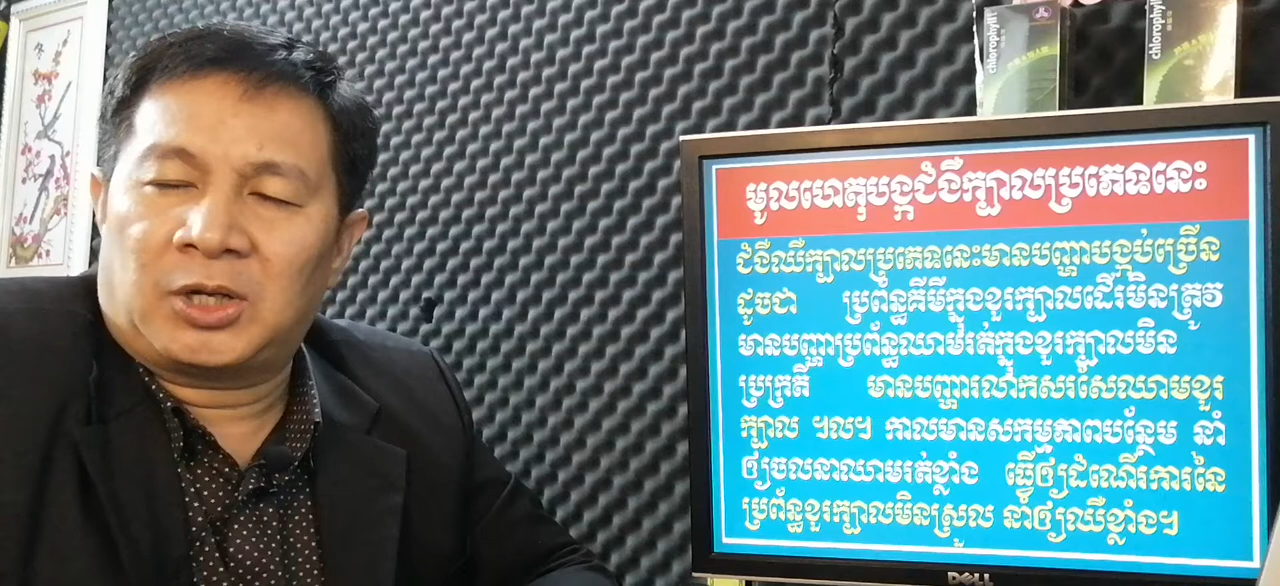 chlorophyll
chlorophyll
មូលហេតុបង្កជំងឺក្បាលប្រភេទនេះ
ជំងឺឈឺក្បាលប្រភេទនេះមានបញ្ហាបង្កប់ច្រើន
ដូចជា ប្រព័ន្ធគីមីក្នុងខួរក្បាលដើរមិនត្រូវ
មានបញ្ហាប្រព័ន្ធឈាមរត់ក្នុងខួរក្បាលមិន
ប្រក្រតី មានបញ្ហារលាកសរសៃឈាមខួរ
ក្បាល ។ល។ កាលមានសកម្មភាពបន្ថែម នាំ
ឲ្យចលនាឈាមរត់ខ្លាំង ធ្វើឲ្យដំណើរការនៃ
ប្រព័ន្ធខួរក្បាលមិនស្រួល នាំឲ្យឈឺខ្លាំង។
DELL